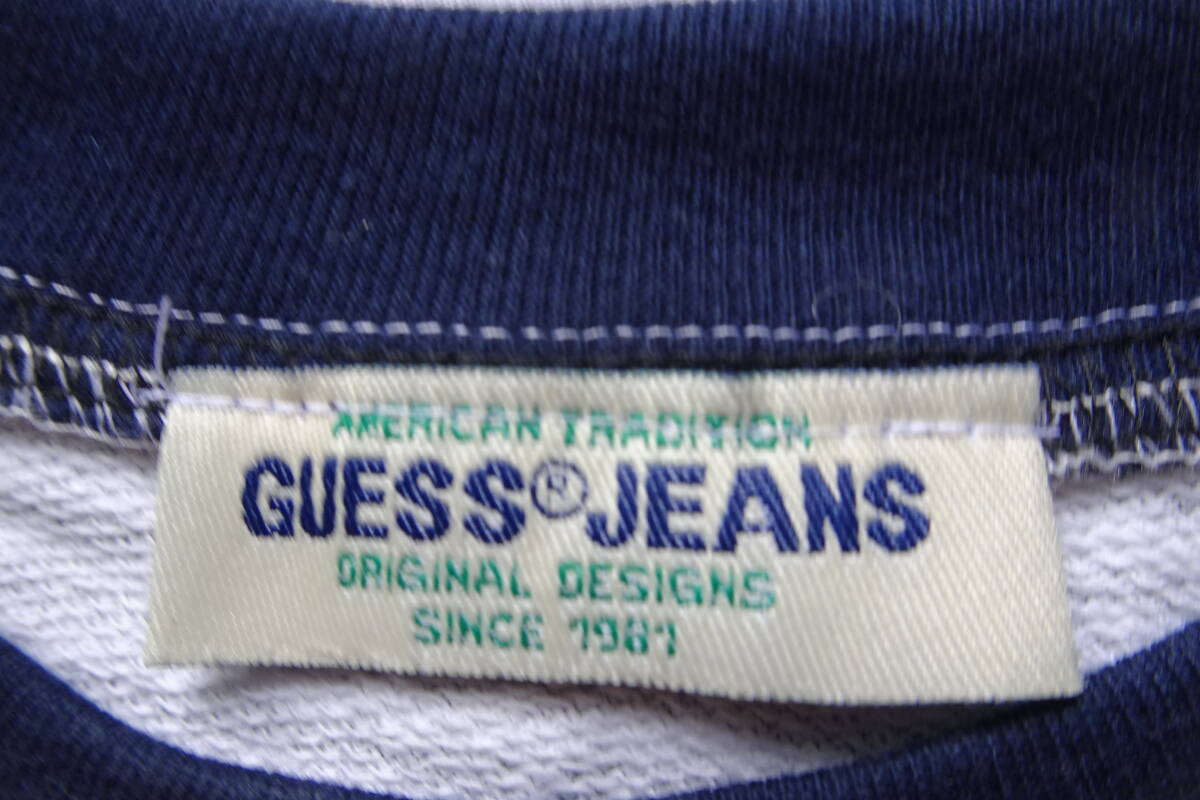 AMERICAN TRADITION
GUESS® JEANS
ORIGINAL DESIGNS
SINCE 1981